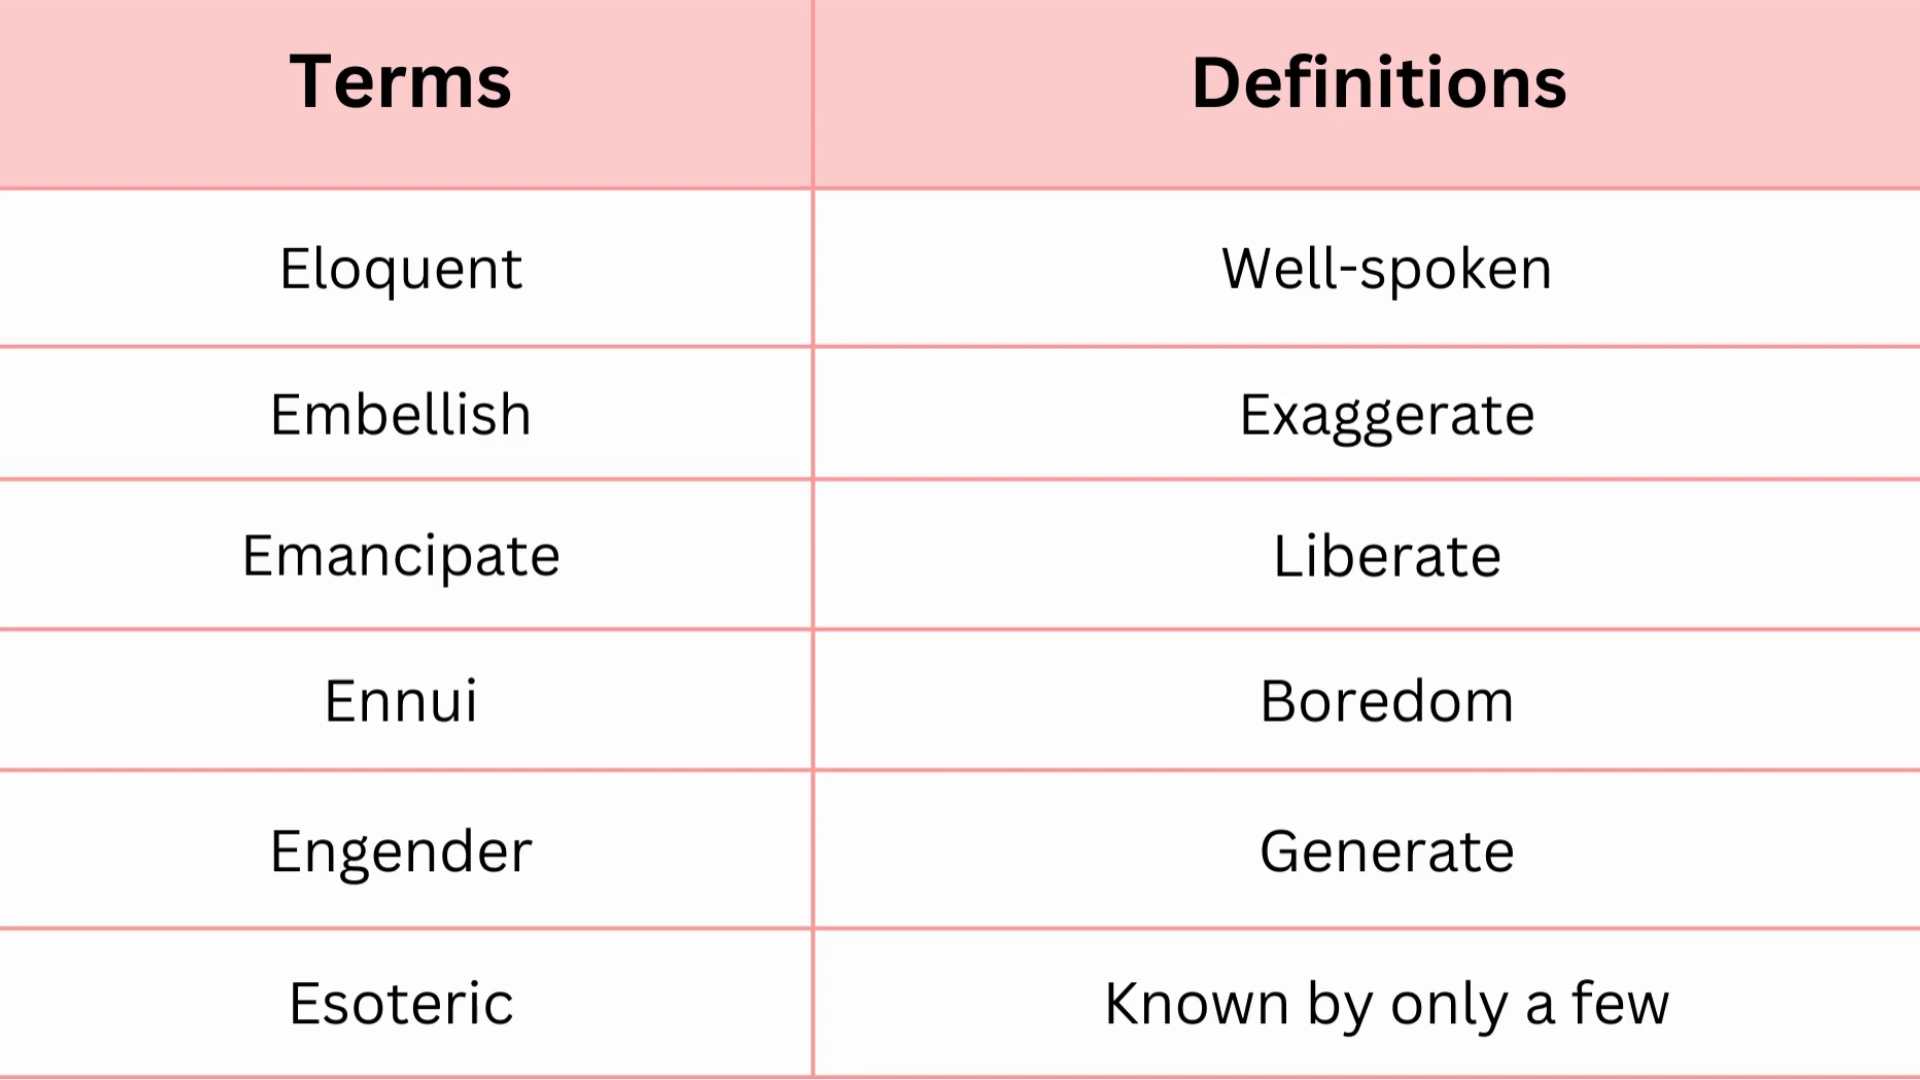 Terms Definitions
Eloquent Well-spoken
Embellish Exaggerate
Emancipate Liberate
Ennui Boredom
Engender Generate
Esoteric Known by only a few